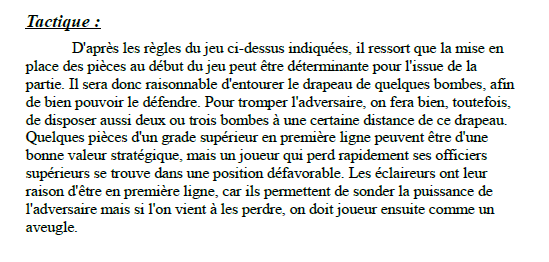 Tactique :
D'après les règles du jeu ci-dessus indiquées, il ressort que la mise en
place des pièces au début du jeu peut être déterminante pour l'issue de la
partie. Il sera donc raisonnable d'entourer le drapeau de quelques bombes, afin
de bien pouvoir le défendre. Pour tromper l'adversaire, on fera bien, toutefois,
de disposer aussi deux ou trois bombes à une certaine distance de ce drapeau.
Quelques pièces d'un grade supérieur en première ligne peuvent être d'une
bonne valeur stratégique, mais un joueur qui perd rapidement ses officiers
supérieurs se trouve dans une position défavorable. Les éclaireurs ont leur
raison d'être en première ligne, car ils permettent de sonder la puissance de
l'adversaire mais si l'on vient à les perdre, on doit joueur ensuite comme un
aveugle.